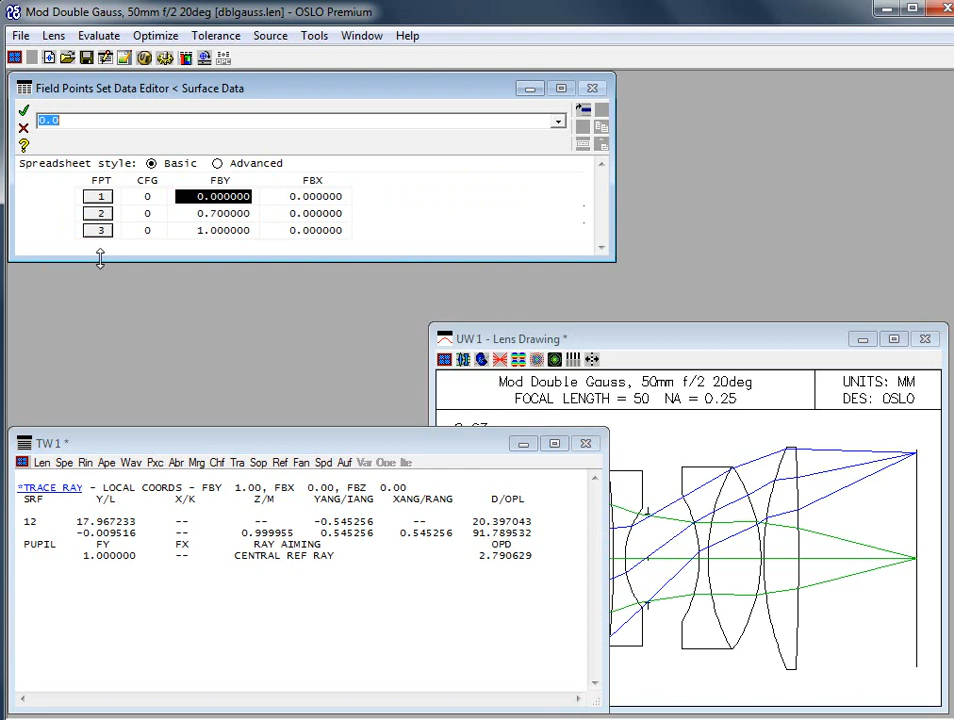 Mod Double Gauss, 50mm f/2 20deg [dblgauss.len] - OSLO Premium
File Lens Evaluate Optimize Tolerance Source Tools Window Help
Field Points Set Data Editor < Surface Data
0.0
Spreadsheet style: Basic Advanced
FPT CFG FBY FBX
1 0 0.000000 0.000000
2 0 0.700000 0.000000
3 0 1.000000 0.000000
UW 1 - Lens Drawing *
Mod Double Gauss, 50mm f/2 20deg
FOCAL LENGTH = 50 NA = 0.25
UNITS: MM
DES: OSLO
TW 1 *
Len Spe Rin Ape Wav Pxc Abr Mrg Chf Tra Sop Ref Fan Spd Auf Var Ope Ite
*TRACE RAY - LOCAL COORDS - FBY 1.00, FBX 0.00, FBZ 0.00
SRF Y/L X/K Z/M YANG/IANG XANG/RANG D/OPL
12 17.967233 -- -- -0.545256 -- 20.397043
-0.009516 -- 0.999955 0.545256 0.545256 91.789532
PUPIL FY FX RAY AIMING OPD
1.000000 -- CENTRAL REF RAY 2.790629